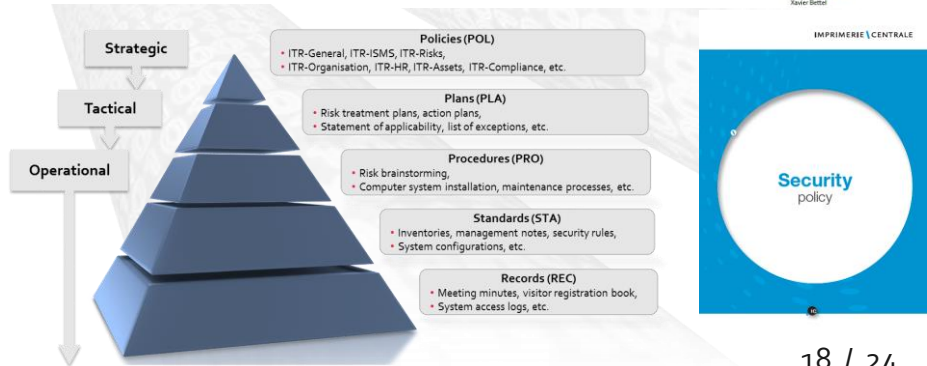 Xavier Bettel
IMPRIMERIE\CENTRALE
Strategic
Tactical
Operational
Policies (POL)
• ITR-General, ITR-ISMS, ITR-Risks,
• ITR-Organisation, ITR-HR, ITR-Assets, ITR-Compliance, etc.
Plans (PLA)
• Risk treatment plans, action plans,
• Statement of applicability, list of exceptions, etc.
Procedures (PRO)
• Risk brainstorming,
• Computer system installation, maintenance processes, etc.
Standards (STA)
• Inventories, management notes, security rules,
• System configurations, etc.
Records (REC)
• Meeting minutes, visitor registration book,
• System access logs, etc.
Security
policy
18 / 24